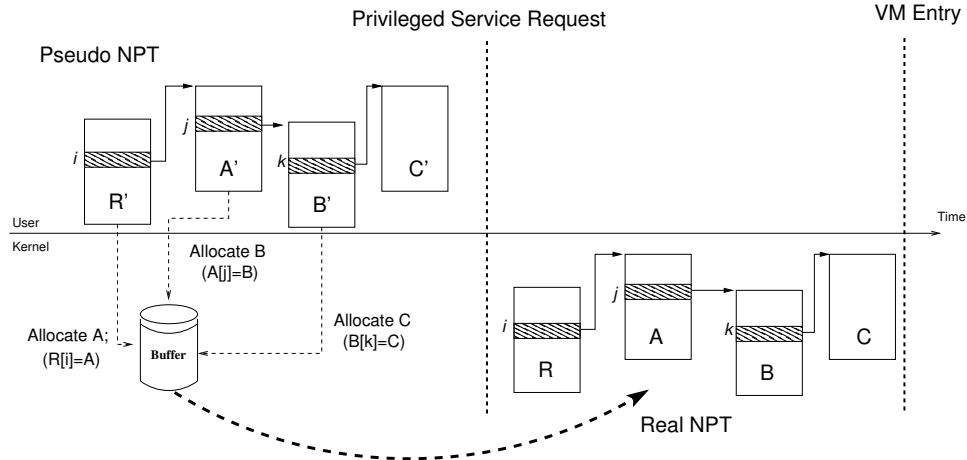 Privileged Service Request
VM Entry
Pseudo NPT
i
R'
j
A'
k
B'
C'
User
Kernel
Time
Allocate B
(A[j]=B)
Allocate A;
(R[i]=A)
Buffer
Allocate C
(B[k]=C)
i
R
j
A
k
B
C
Real NPT